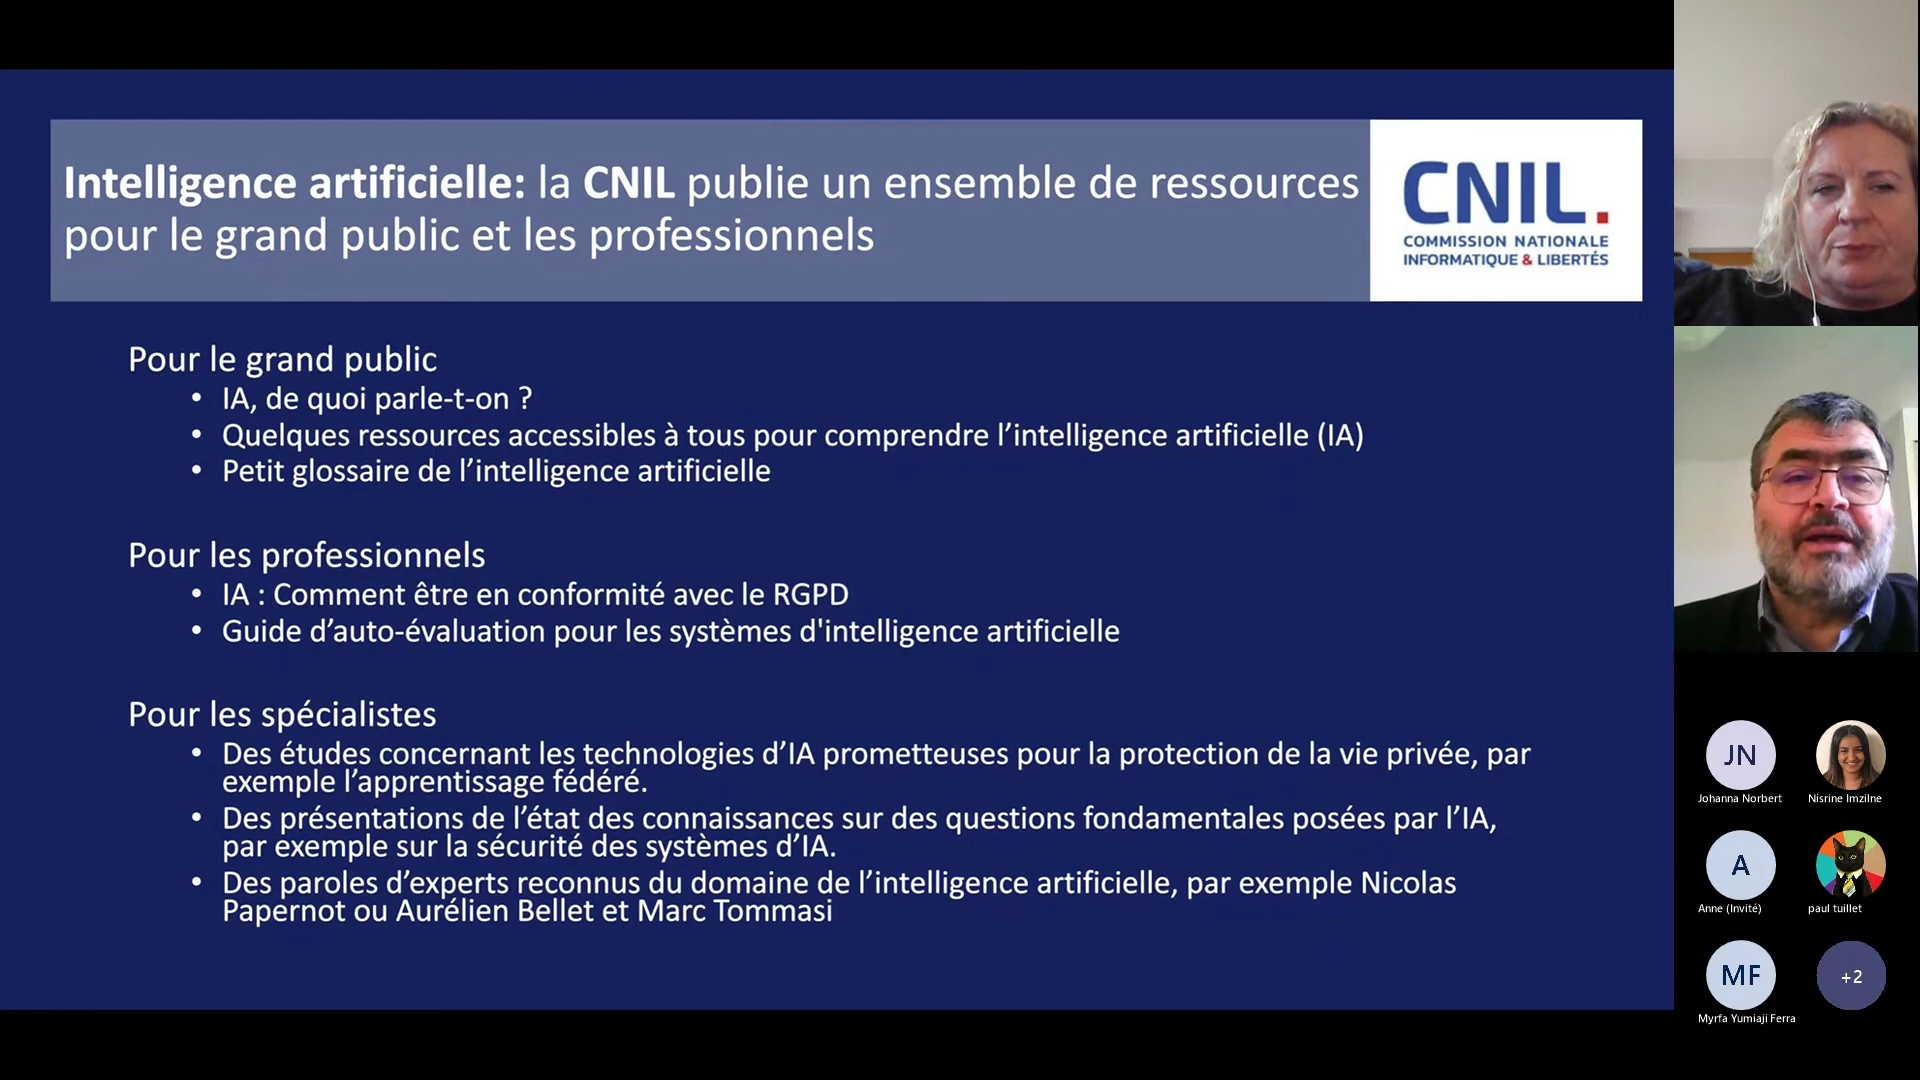 Intelligence artificielle: la CNIL publie un ensemble de ressources
pour le grand public et les professionnels
CNIL.
COMMISSION NATIONALE
INFORMATIQUE & LIBERTÉS
Pour le grand public
• IA, de quoi parle-t-on ?
• Quelques ressources accessibles à tous pour comprendre l’intelligence artificielle (IA)
• Petit glossaire de l’intelligence artificielle
Pour les professionnels
• IA : Comment être en conformité avec le RGPD
• Guide d’auto-évaluation pour les systèmes d'intelligence artificielle
Pour les spécialistes
• Des études concernant les technologies d’IA prometteuses pour la protection de la vie privée, par
exemple l’apprentissage fédéré.
• Des présentations de l’état des connaissances sur des questions fondamentales posées par l’IA,
par exemple sur la sécurité des systèmes d’IA.
• Des paroles d’experts reconnus du domaine de l’intelligence artificielle, par exemple Nicolas
Papernot ou Aurélien Bellet et Marc Tommasi
JN
Johanna Norbert
Nisrine Imzilne
A
Anne (Invité)
paul tuillet
MF
Myrfa Yumiaji Ferra
+2